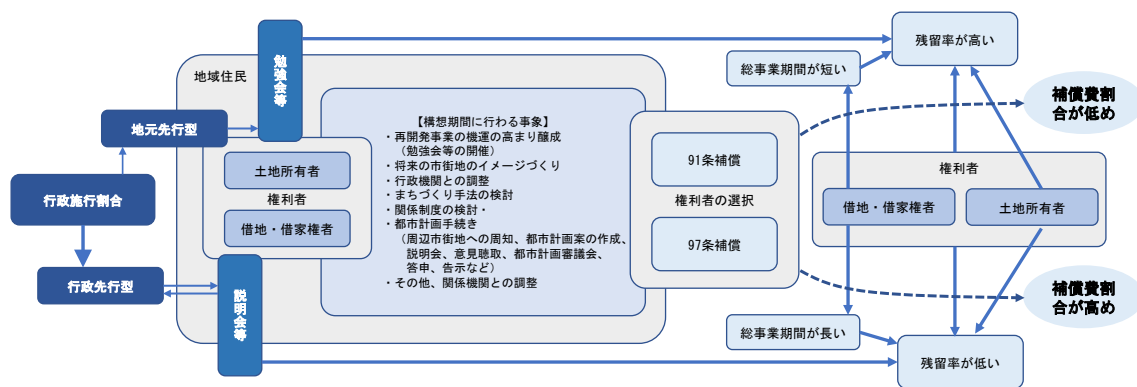 行政施行割合
地元先行型
行政先行型
地域住民
勉強会等
説明会等
土地所有者
権利者
借地・借家権者
【構想期間に行わる事象】
・再開発事業の機運の高まり醸成
（勉強会等の開催）
・将来の市街地のイメージづくり
・行政機関との調整
・まちづくり手法の検討
・関係制度の検討・
・都市計画手続き
（周辺市街地への周知、都市計画案の作成、
説明会、意見聴取、都市計画審議会、
答申、告示など）
・その他、関係機関との調整
91条補償
権利者の選択
97条補償
総事業期間が短い
総事業期間が長い
残留率が高い
補償費割
合が低め
権利者
借地・借家権者
土地所有者
補償費割
合が高め
残留率が低い